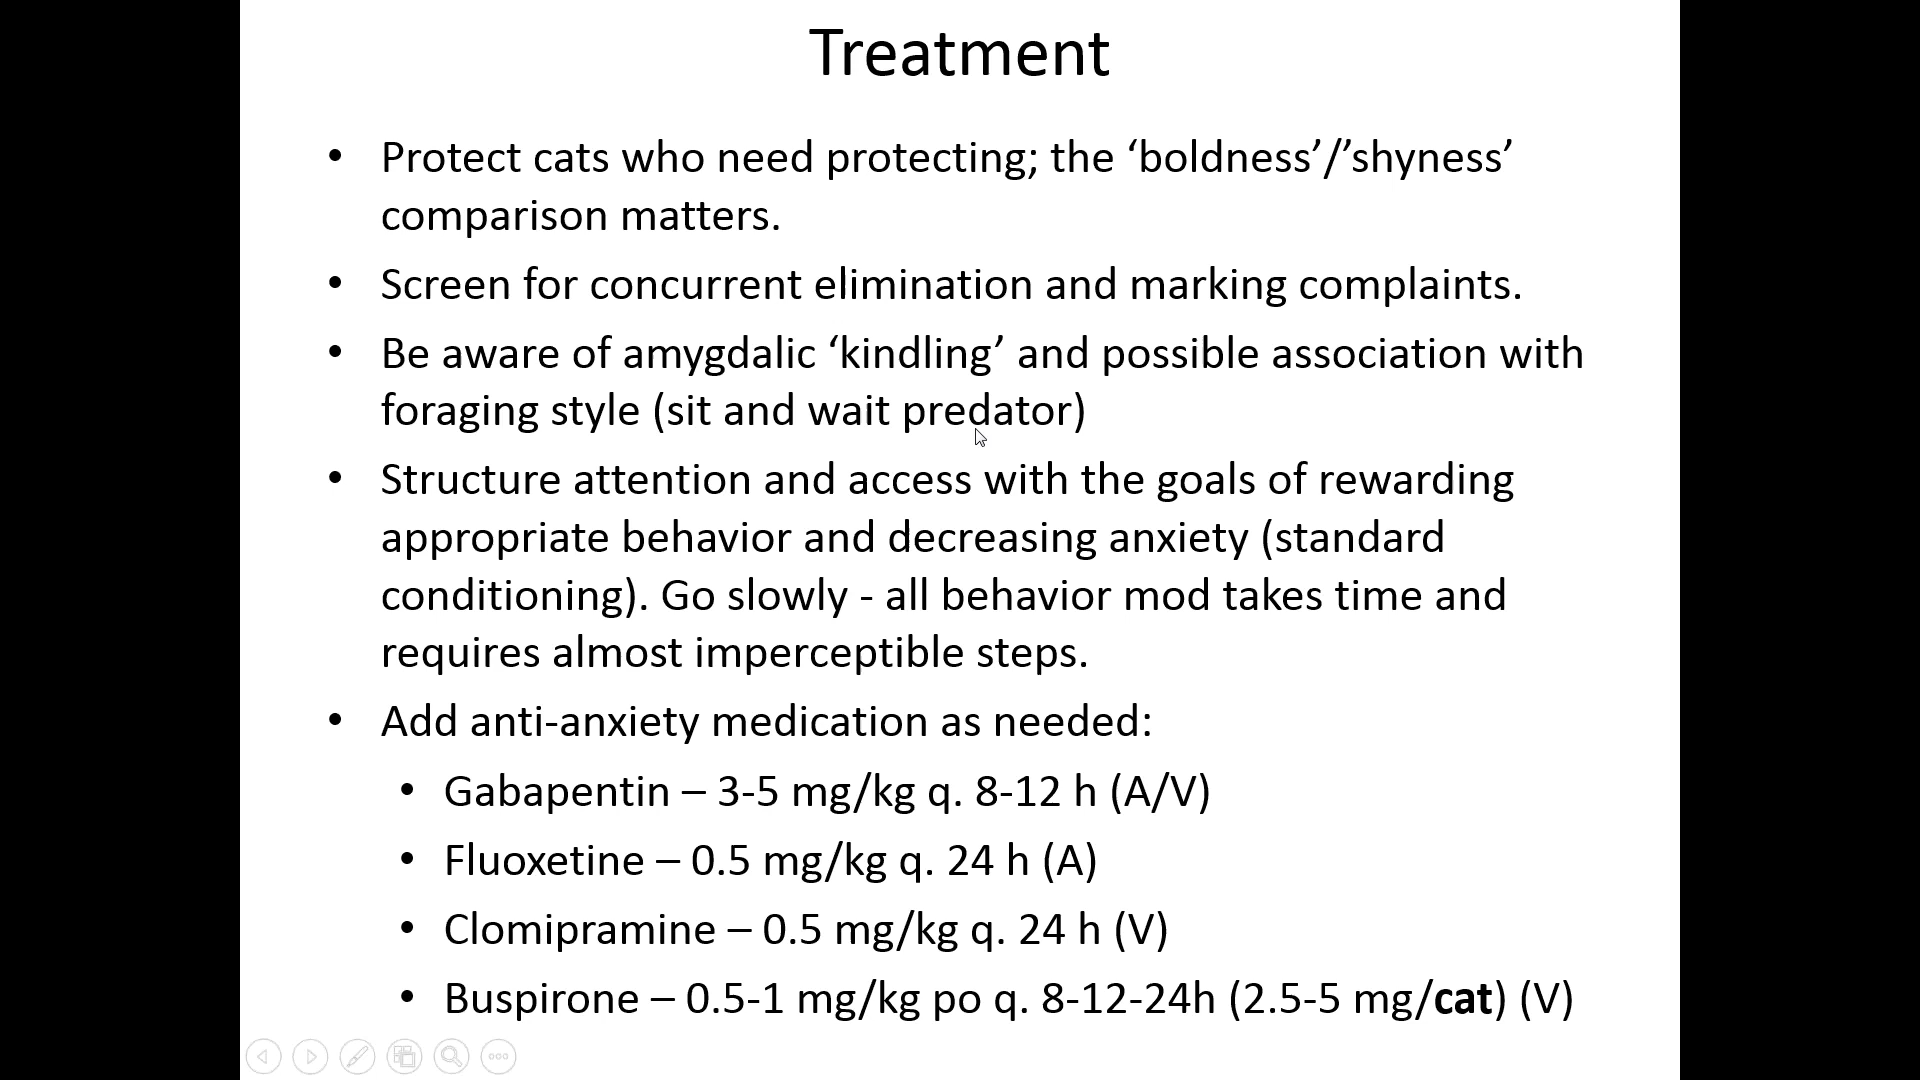 Treatment
• Protect cats who need protecting; the ‘boldness’/’shyness’
comparison matters.
• Screen for concurrent elimination and marking complaints.
• Be aware of amygdalic ‘kindling’ and possible association with
foraging style (sit and wait predator)
• Structure attention and access with the goals of rewarding
appropriate behavior and decreasing anxiety (standard
conditioning). Go slowly - all behavior mod takes time and
requires almost imperceptible steps.
• Add anti-anxiety medication as needed:
• Gabapentin – 3-5 mg/kg q. 8-12 h (A/V)
• Fluoxetine – 0.5 mg/kg q. 24 h (A)
• Clomipramine – 0.5 mg/kg q. 24 h (V)
• Buspirone – 0.5-1 mg/kg po q. 8-12-24h (2.5-5 mg/cat) (V)